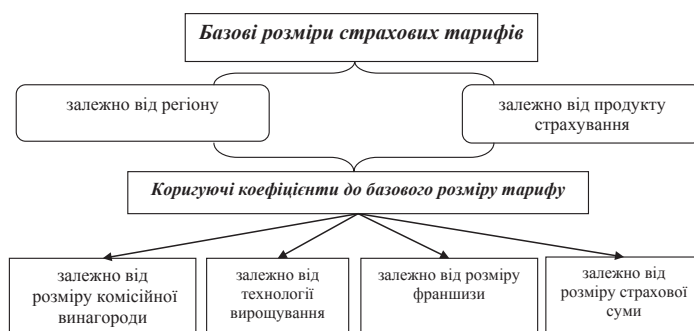 Базові розміри страхових тарифів
залежно від регіону
залежно від продукту
страхування
Коригуючі коефіцієнти до базового розміру тарифу
залежно від
розміру комісійної
винагороди
залежно від
технології
вирощування
залежно від розміру
франшизи
залежно від
розміру страхової
суми